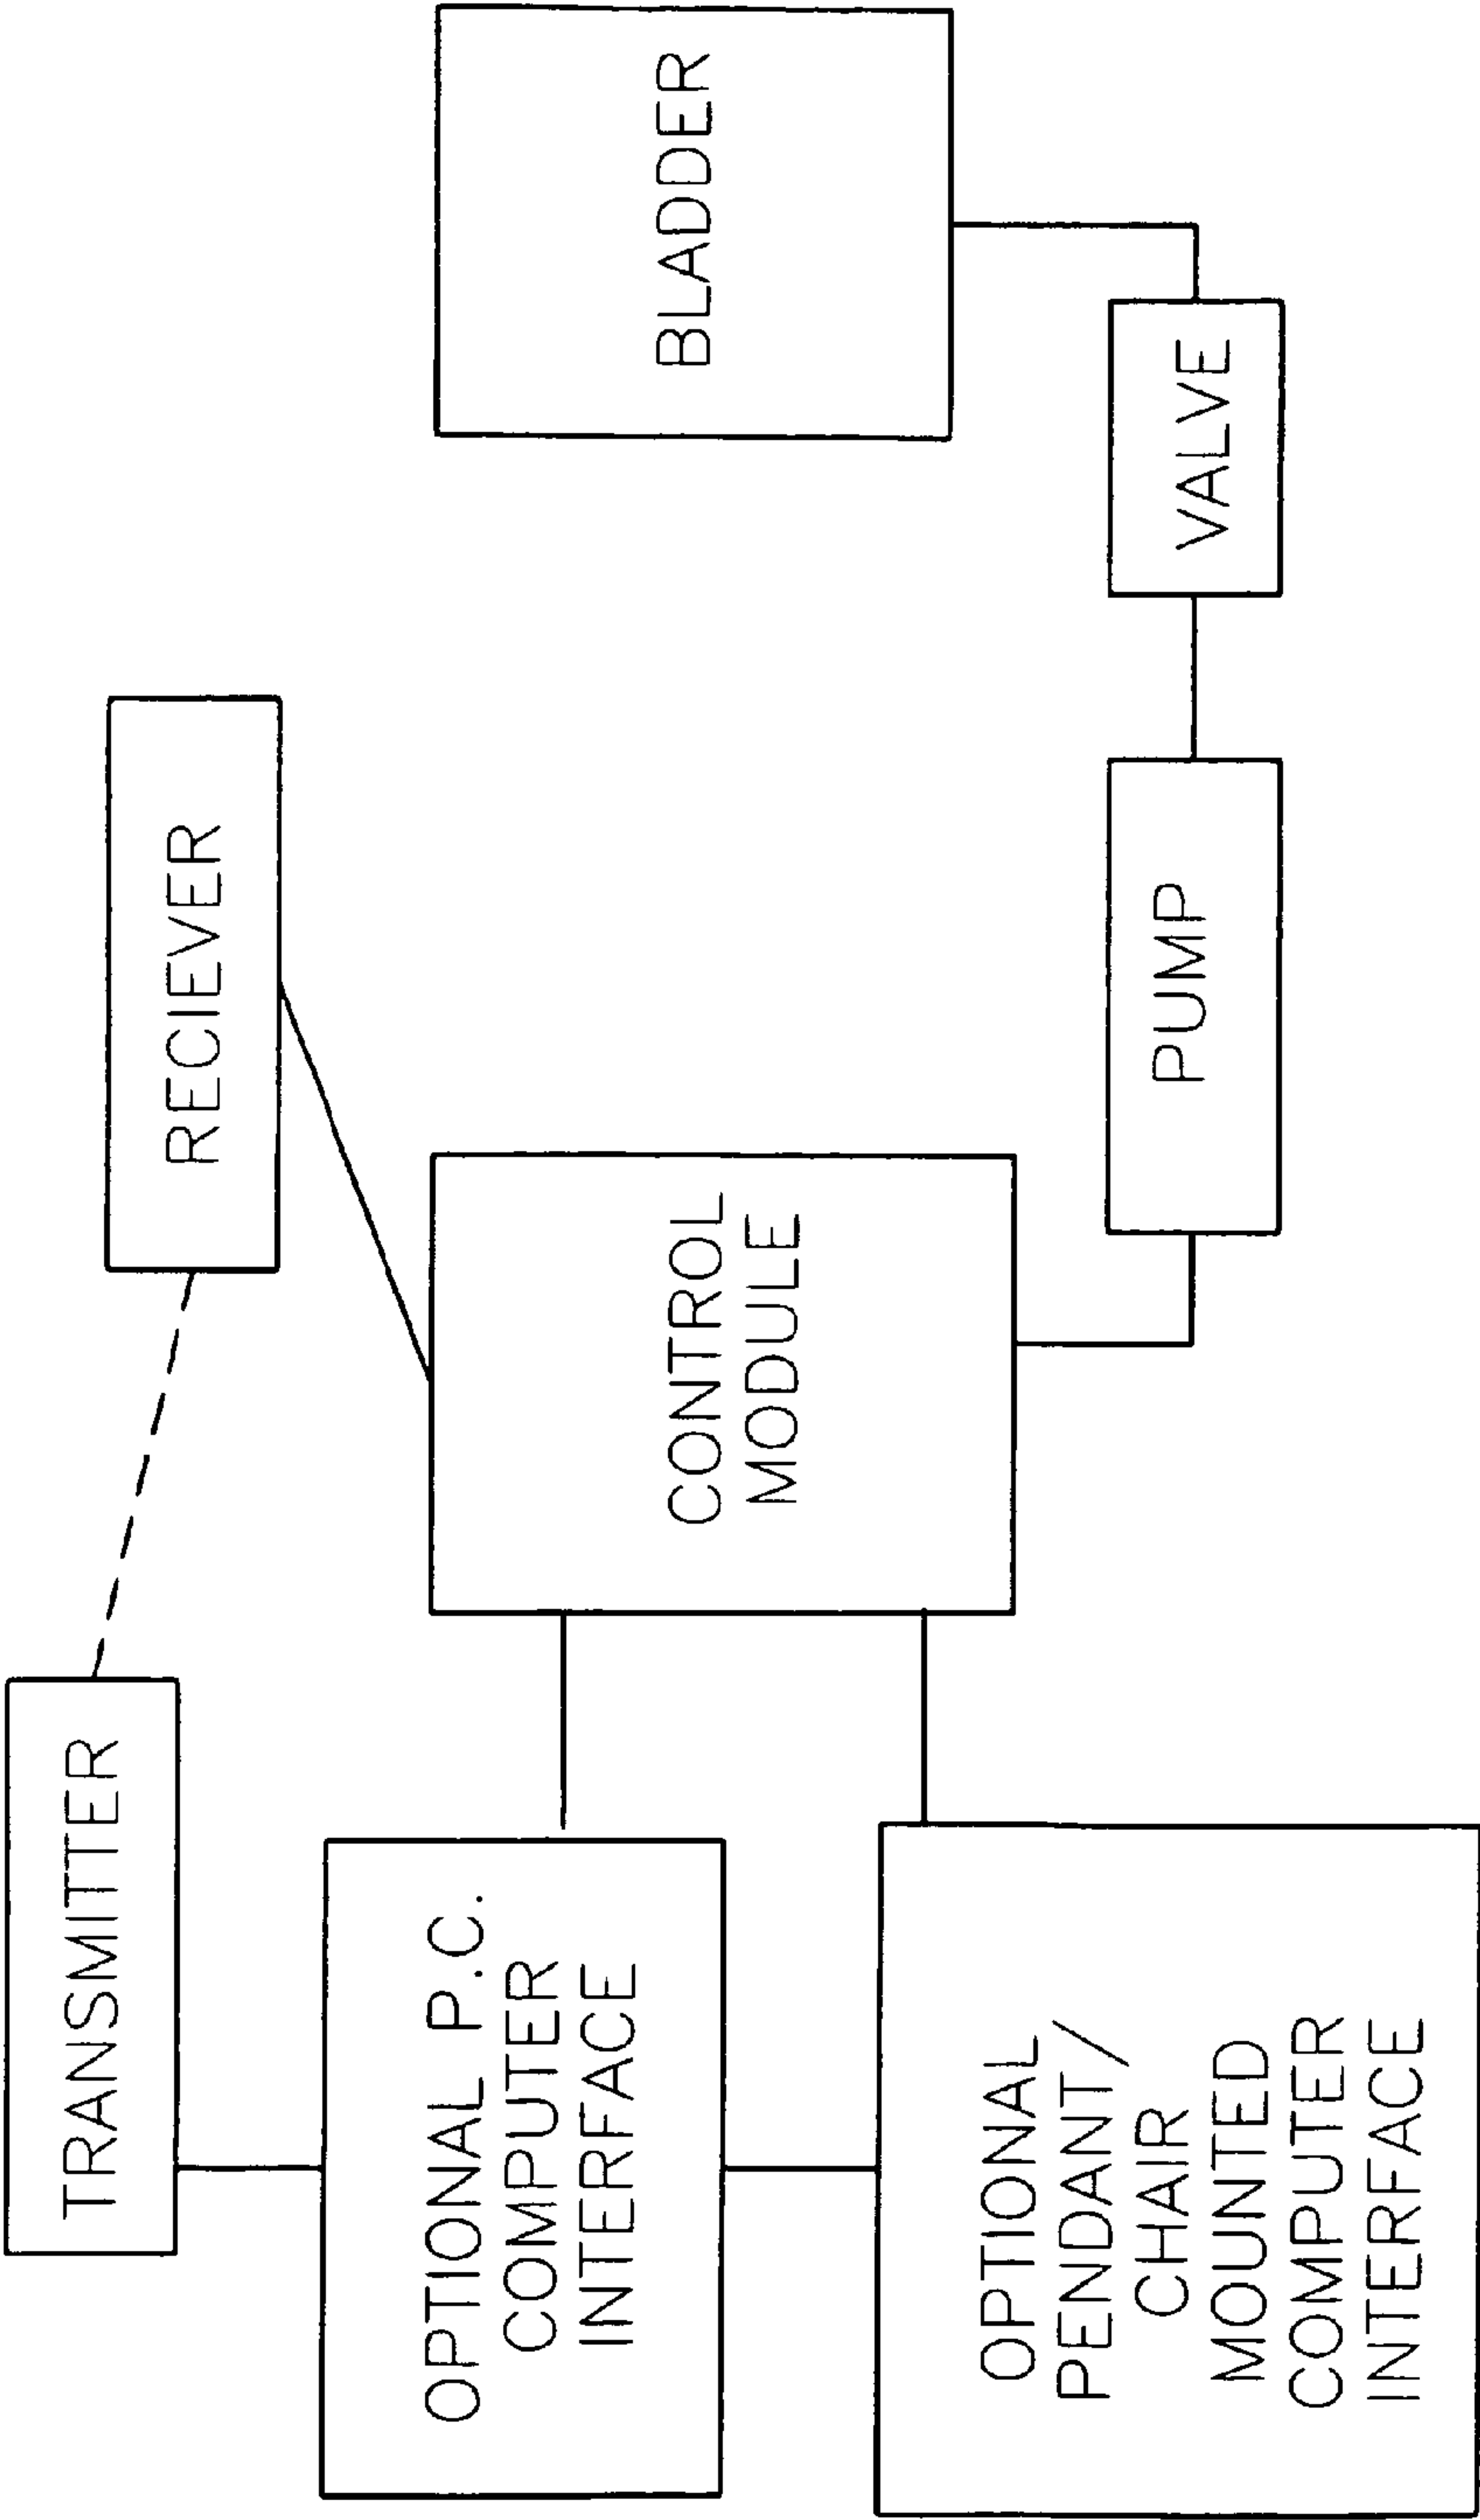 TRANSMITTER
RECIEVER
OPTIONAL P.C.
COMPUTER
INTERFACE
CONTROL
MODULE
BLADDER
OPTIONAL
PENDANT/
CHAIR
MOUNTED
COMPUTER
INTERFACE
PUMP
VALVE